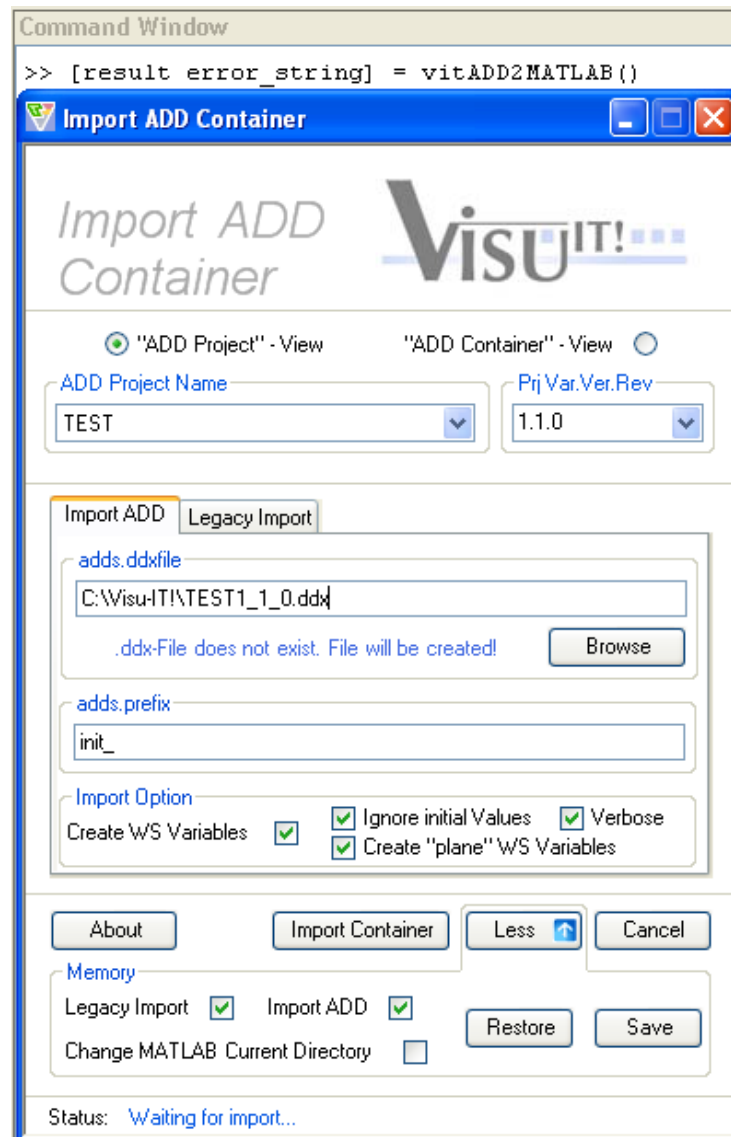 Command Window
>> [result error_string] = vitADD2MATLAB()
Import ADD Container
Import ADD
Container
VISU IT!
"ADD Project" - View "ADD Container" - View
ADD Project Name Prj Var.Ver.Rev
TEST 1.1.0
Import ADD Legacy Import
adds.ddxfile
C:\Visu-IT!\TEST1_1_0.ddx
.ddx-File does not exist. File will be created! Browse
adds.prefix
init_
Import Option
Create WS Variables Ignore initial Values Verbose
Create "plane" WS Variables
About Import Container Less Cancel
Memory
Legacy Import Import ADD
Restore Save
Change MATLAB Current Directory
Status: Waiting for import...